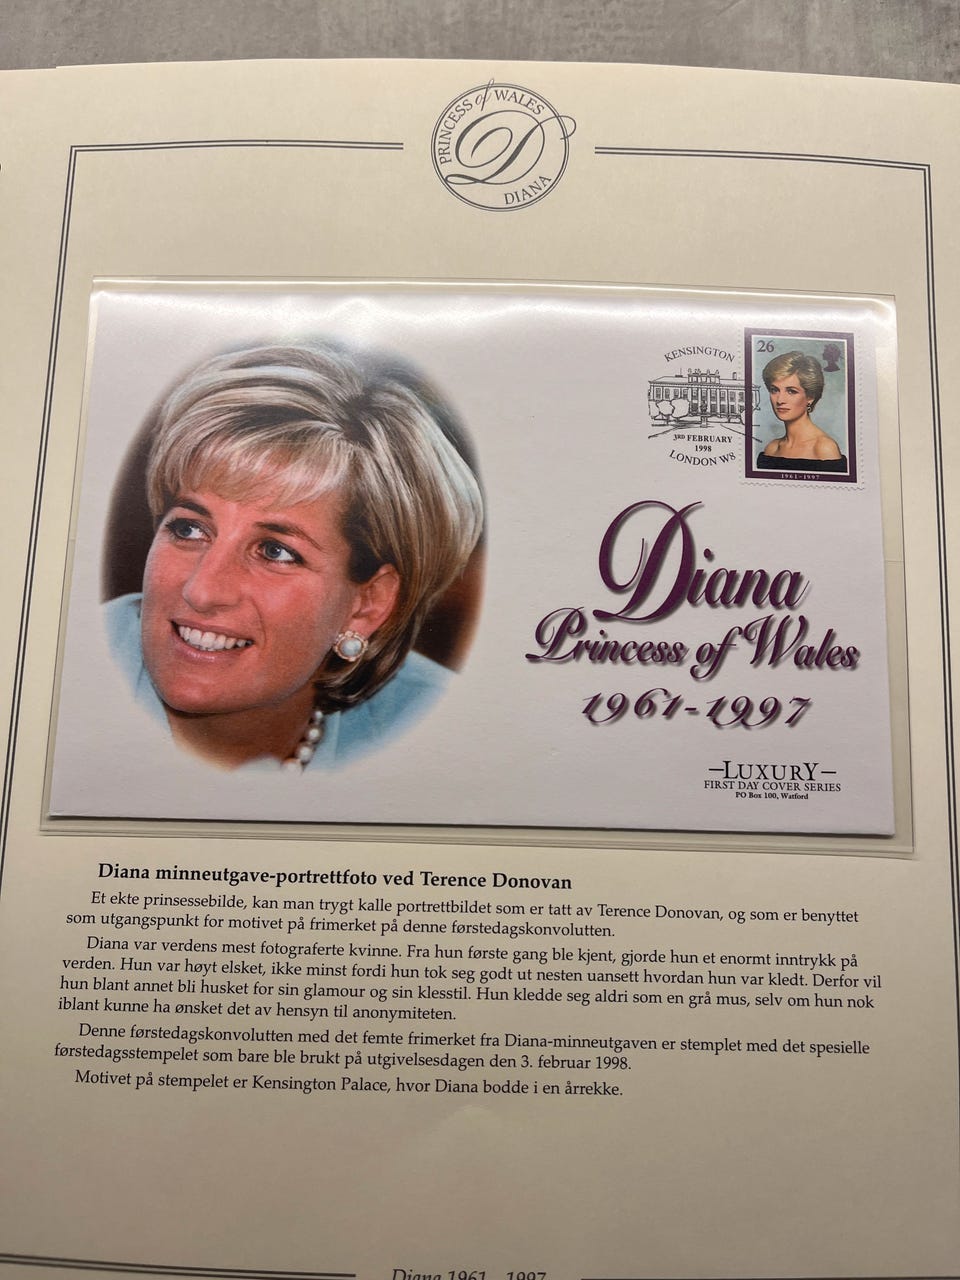 PRINCESS of WALES
D
DIANA
KENSINGTON
3RD FEBRUARY
1998
LONDON W8
26
1961-1997
Diana
Princess of Wales
1961-1997
LUXURY
FIRST DAY COVER SERIES
PO Box 100, Watford
Diana minneutgave-portrettfoto ved Terence Donovan
Et ekte prinsessebilde, kan man trygt kalle portrettbildet som er tatt av Terence Donovan, og som er benyttet
som utgangspunkt for motivet på frimerket på denne førstedagskonvolutten.
Diana var verdens mest fotograferte kvinne. Fra hun første gang ble kjent, gjorde hun et enormt inntrykk på
verden. Hun var høyt elsket, ikke minst fordi hun tok seg godt ut nesten uansett hvordan hun var kledt. Derfor vil
hun blant annet bli husket for sin glamour og sin klesstil. Hun kledde seg aldri som en grå mus, selv om hun nok
iblant kunne ha ønsket det av hensyn til anonymiteten.
Denne førstedagskonvolutten med det femte frimerket fra Diana-minneutgaven er stemplet med det spesielle
førstedagsstempelet som bare ble brukt på utgivelsesdagen den 3. februar 1998.
Motivet på stempelet er Kensington Palace, hvor Diana bodde i en årrekke.
Diana 1961 - 1997